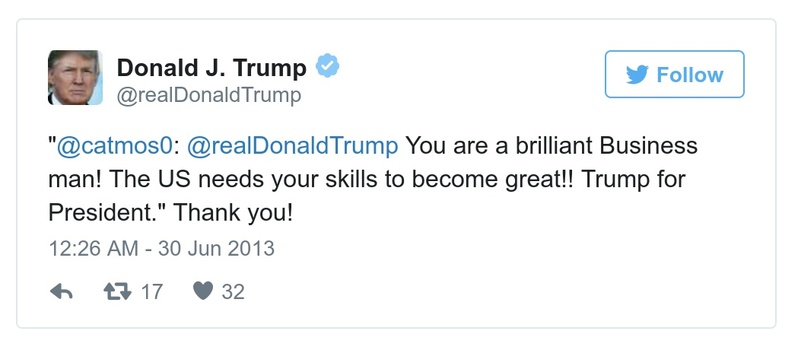 Donald J. Trump
@realDonaldTrump
Follow
"@catmos0: @realDonaldTrump You are a brilliant Business
man! The US needs your skills to become great!! Trump for
President." Thank you!
12:26 AM - 30 Jun 2013
17 32